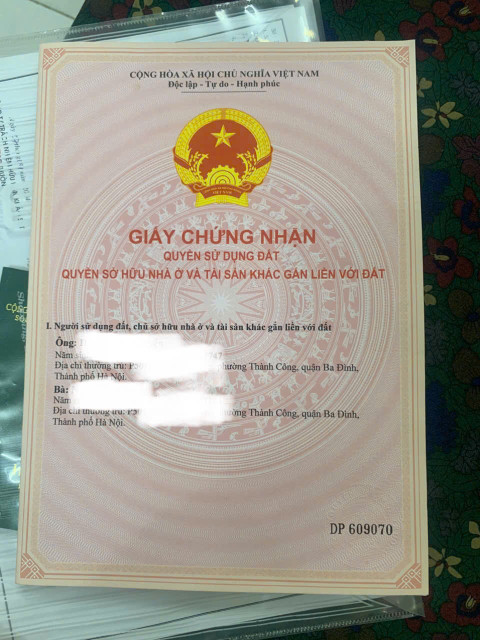 CỘNG HÒA XÃ HỘI CHỦ NGHĨA VIỆT NAM
Độc lập - Tự do - Hạnh phúc
VIỆT NAM
GIẤY CHỨNG NHẬN
QUYỀN SỬ DỤNG ĐẤT
QUYỀN SỞ HỮU NHÀ Ở VÀ TÀI SẢN KHÁC GẮN LIỀN VỚI ĐẤT
I. Người sử dụng đất, chủ sở hữu nhà ở và tài sản khác gắn liền với đất
Ông:
Năm
Địa chỉ thường trú: phường Thành Công, quận Ba Đình,
Thành phố Hà Nội.
Bà:
Năm
Địa chỉ thường trú: phường Thành Công, quận Ba Đình,
Thành phố Hà Nội.
DP 609070